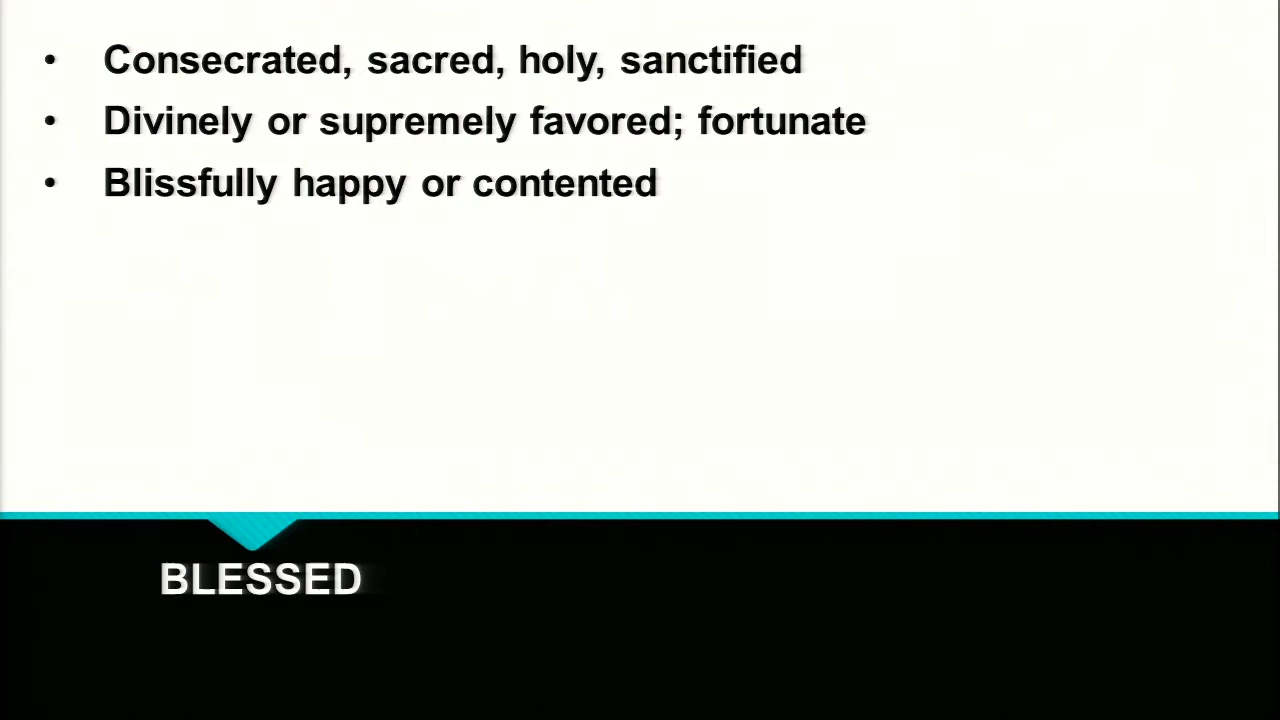 • Consecrated, sacred, holy, sanctified
• Divinely or supremely favored; fortunate
• Blissfully happy or contented
BLESSED